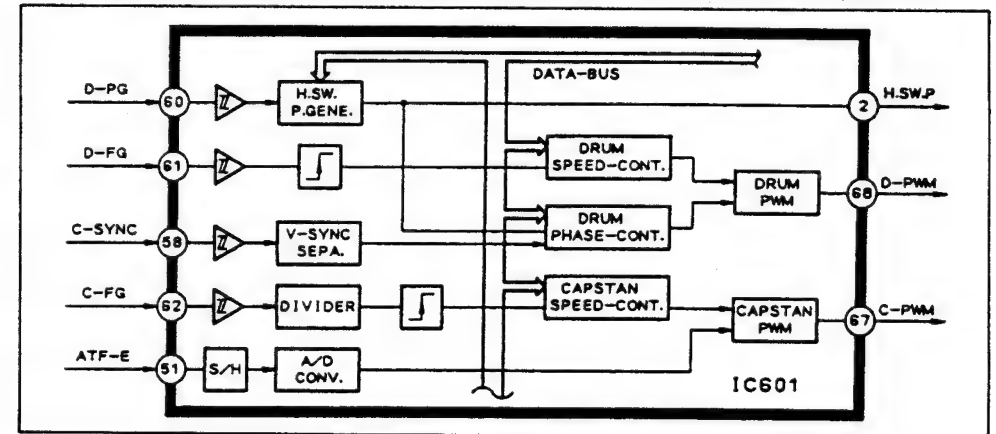 DATA-BUS
D-PG
60
H.SW.
P.GENE.
2
H.SW.P
D-FG
61
DRUM
SPEED-CONT.
DRUM
PWM
68
D-PWM
C-SYNC
58
V-SYNC
SEPA.
DRUM
PHASE-CONT.
C-FG
62
DIVIDER
CAPSTAN
SPEED-CONT.
CAPSTAN
PWM
67
C-PWM
ATF-E
51
S/H
A/D
CONV.
IC601